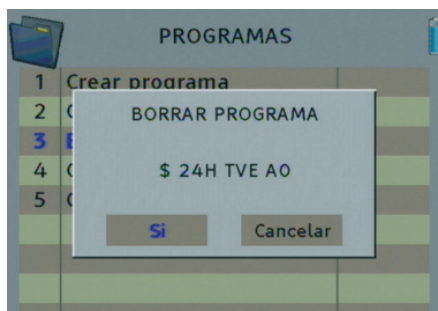 PROGRAMAS
1 Crear programa
2
3
4
5
BORRAR PROGRAMA
$ 24H TVE A0
Si Cancelar